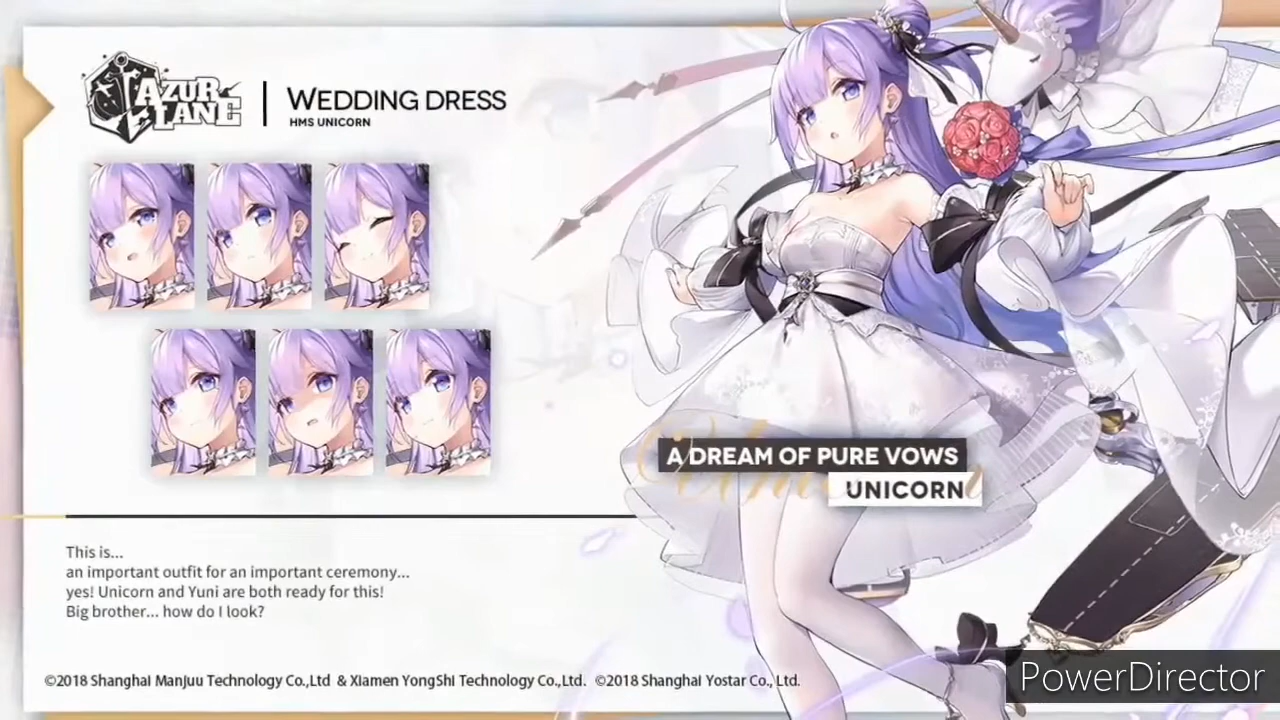 AZUR LANE
WEDDING DRESS
HMS UNICORN
A DREAM OF PURE VOWS
UNICORN
This is...
an important outfit for an important ceremony...
yes! Unicorn and Yuni are both ready for this!
Big brother... how do I look?
©2018 Shanghai Manjuu Technology Co.,Ltd & Xiamen YongShi Technology Co.,Ltd. ©2018 Shanghai Yostar Co., Ltd.
PowerDirector